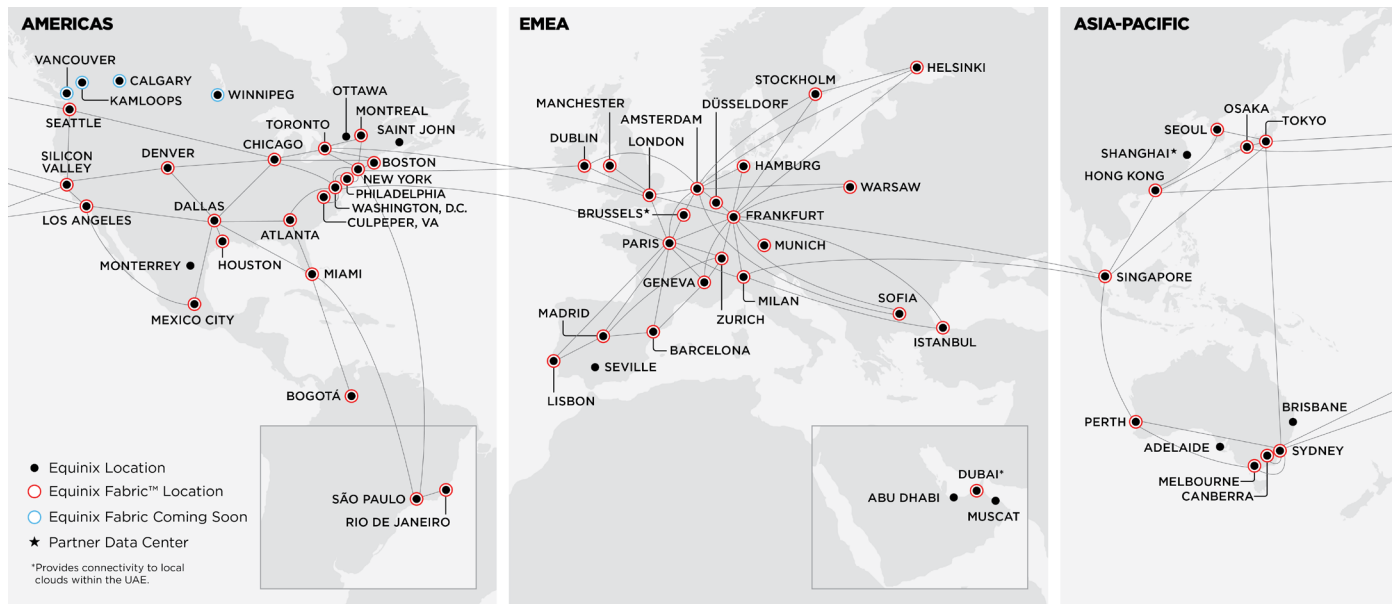 AMERICAS
VANCOUVER
CALGARY
KAMLOOPS
WINNIPEG
SEATTLE
OTTAWA
MONTREAL
TORONTO
SAINT JOHN
CHICAGO
BOSTON
SILICON
VALLEY
DENVER
NEW YORK
PHILADELPHIA
WASHINGTON, D.C.
CULPEPER, VA
LOS ANGELES
DALLAS
ATLANTA
HOUSTON
MONTERREY
MIAMI
MEXICO CITY
BOGOTÁ
SÃO PAULO
RIO DE JANEIRO
Equinix Location
Equinix Fabric™ Location
Equinix Fabric Coming Soon
★ Partner Data Center
*Provides connectivity to local
clouds within the UAE.
EMEA
HELSINKI
STOCKHOLM
MANCHESTER
DÜSSELDORF
AMSTERDAM
DUBLIN
LONDON
HAMBURG
WARSAW
BRUSSELS★
FRANKFURT
PARIS
MUNICH
GENEVA
MILAN
SOFIA
ZURICH
MADRID
ISTANBUL
BARCELONA
SEVILLE
LISBON
DUBAI*
ABU DHABI
MUSCAT
ASIA-PACIFIC
OSAKA
TOKYO
SEOUL
SHANGHAI★
HONG KONG
SINGAPORE
BRISBANE
PERTH
ADELAIDE
SYDNEY
MELBOURNE
CANBERRA